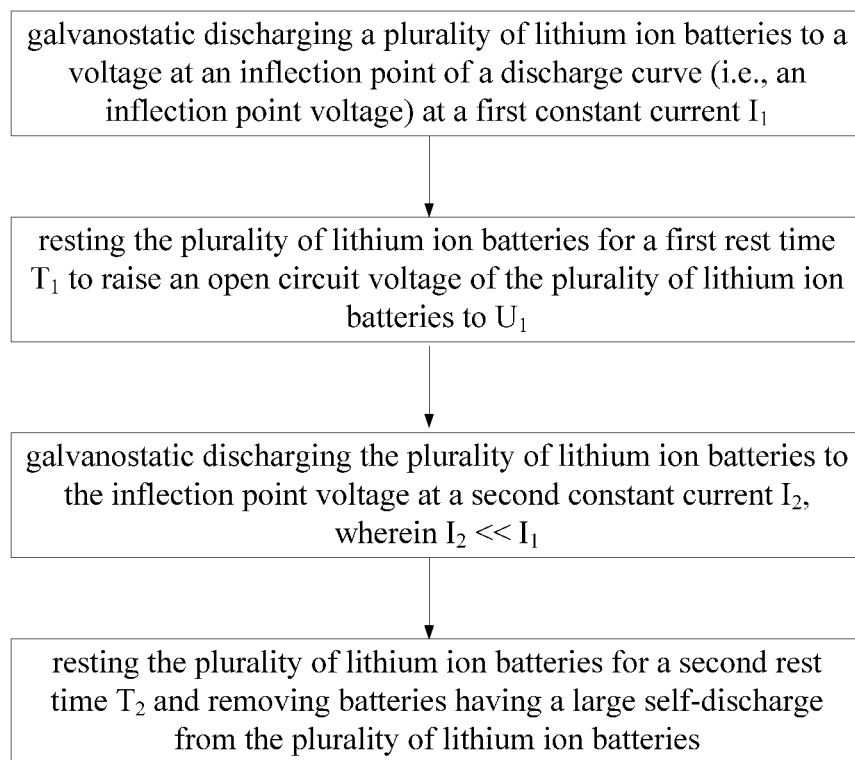 galvanostatic discharging a plurality of lithium ion batteries to a
voltage at an inflection point of a discharge curve (i.e., an
inflection point voltage) at a first constant current I₁
resting the plurality of lithium ion batteries for a first rest time
T₁ to raise an open circuit voltage of the plurality of lithium ion
batteries to U₁
galvanostatic discharging the plurality of lithium ion batteries to
the inflection point voltage at a second constant current I₂,
wherein I₂ << I₁
resting the plurality of lithium ion batteries for a second rest
time T₂ and removing batteries having a large self-discharge
from the plurality of lithium ion batteries